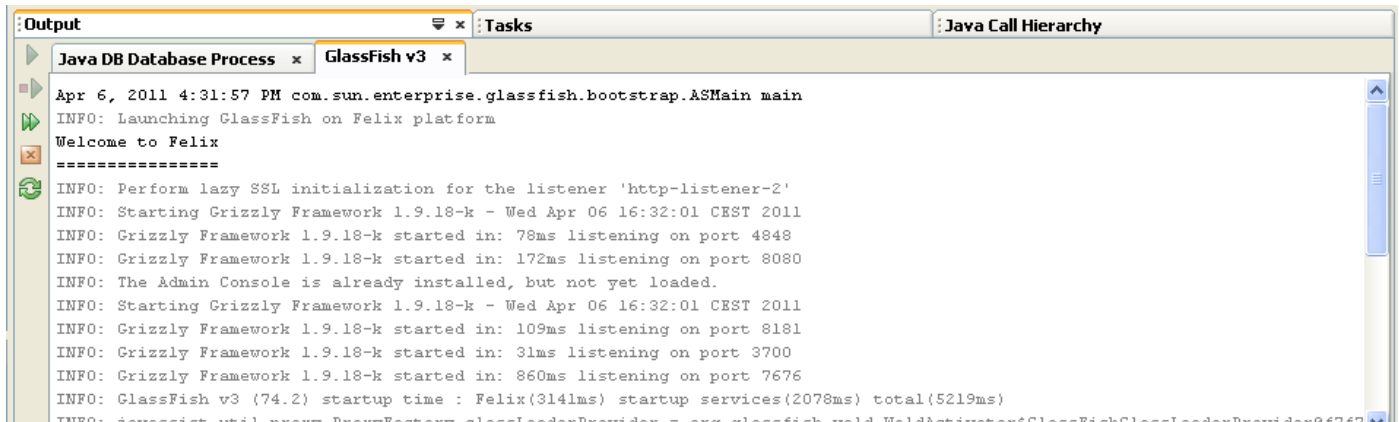 Output
Tasks
Java Call Hierarchy
Java DB Database Process
GlassFish v3
Apr 6, 2011 4:31:57 PM com.sun.enterprise.glassfish.bootstrap.ASMain main
INFO: Launching GlassFish on Felix platform
Welcome to Felix
================
INFO: Perform lazy SSL initialization for the listener 'http-listener-2'
INFO: Starting Grizzly Framework 1.9.18-k - Wed Apr 06 16:32:01 CEST 2011
INFO: Grizzly Framework 1.9.18-k started in: 78ms listening on port 4848
INFO: Grizzly Framework 1.9.18-k started in: 172ms listening on port 8080
INFO: The Admin Console is already installed, but not yet loaded.
INFO: Starting Grizzly Framework 1.9.18-k - Wed Apr 06 16:32:01 CEST 2011
INFO: Grizzly Framework 1.9.18-k started in: 109ms listening on port 8181
INFO: Grizzly Framework 1.9.18-k started in: 31ms listening on port 3700
INFO: Grizzly Framework 1.9.18-k started in: 860ms listening on port 7676
INFO: GlassFish v3 (74.2) startup time : Felix(3141ms) startup services(2078ms) total(5219ms)